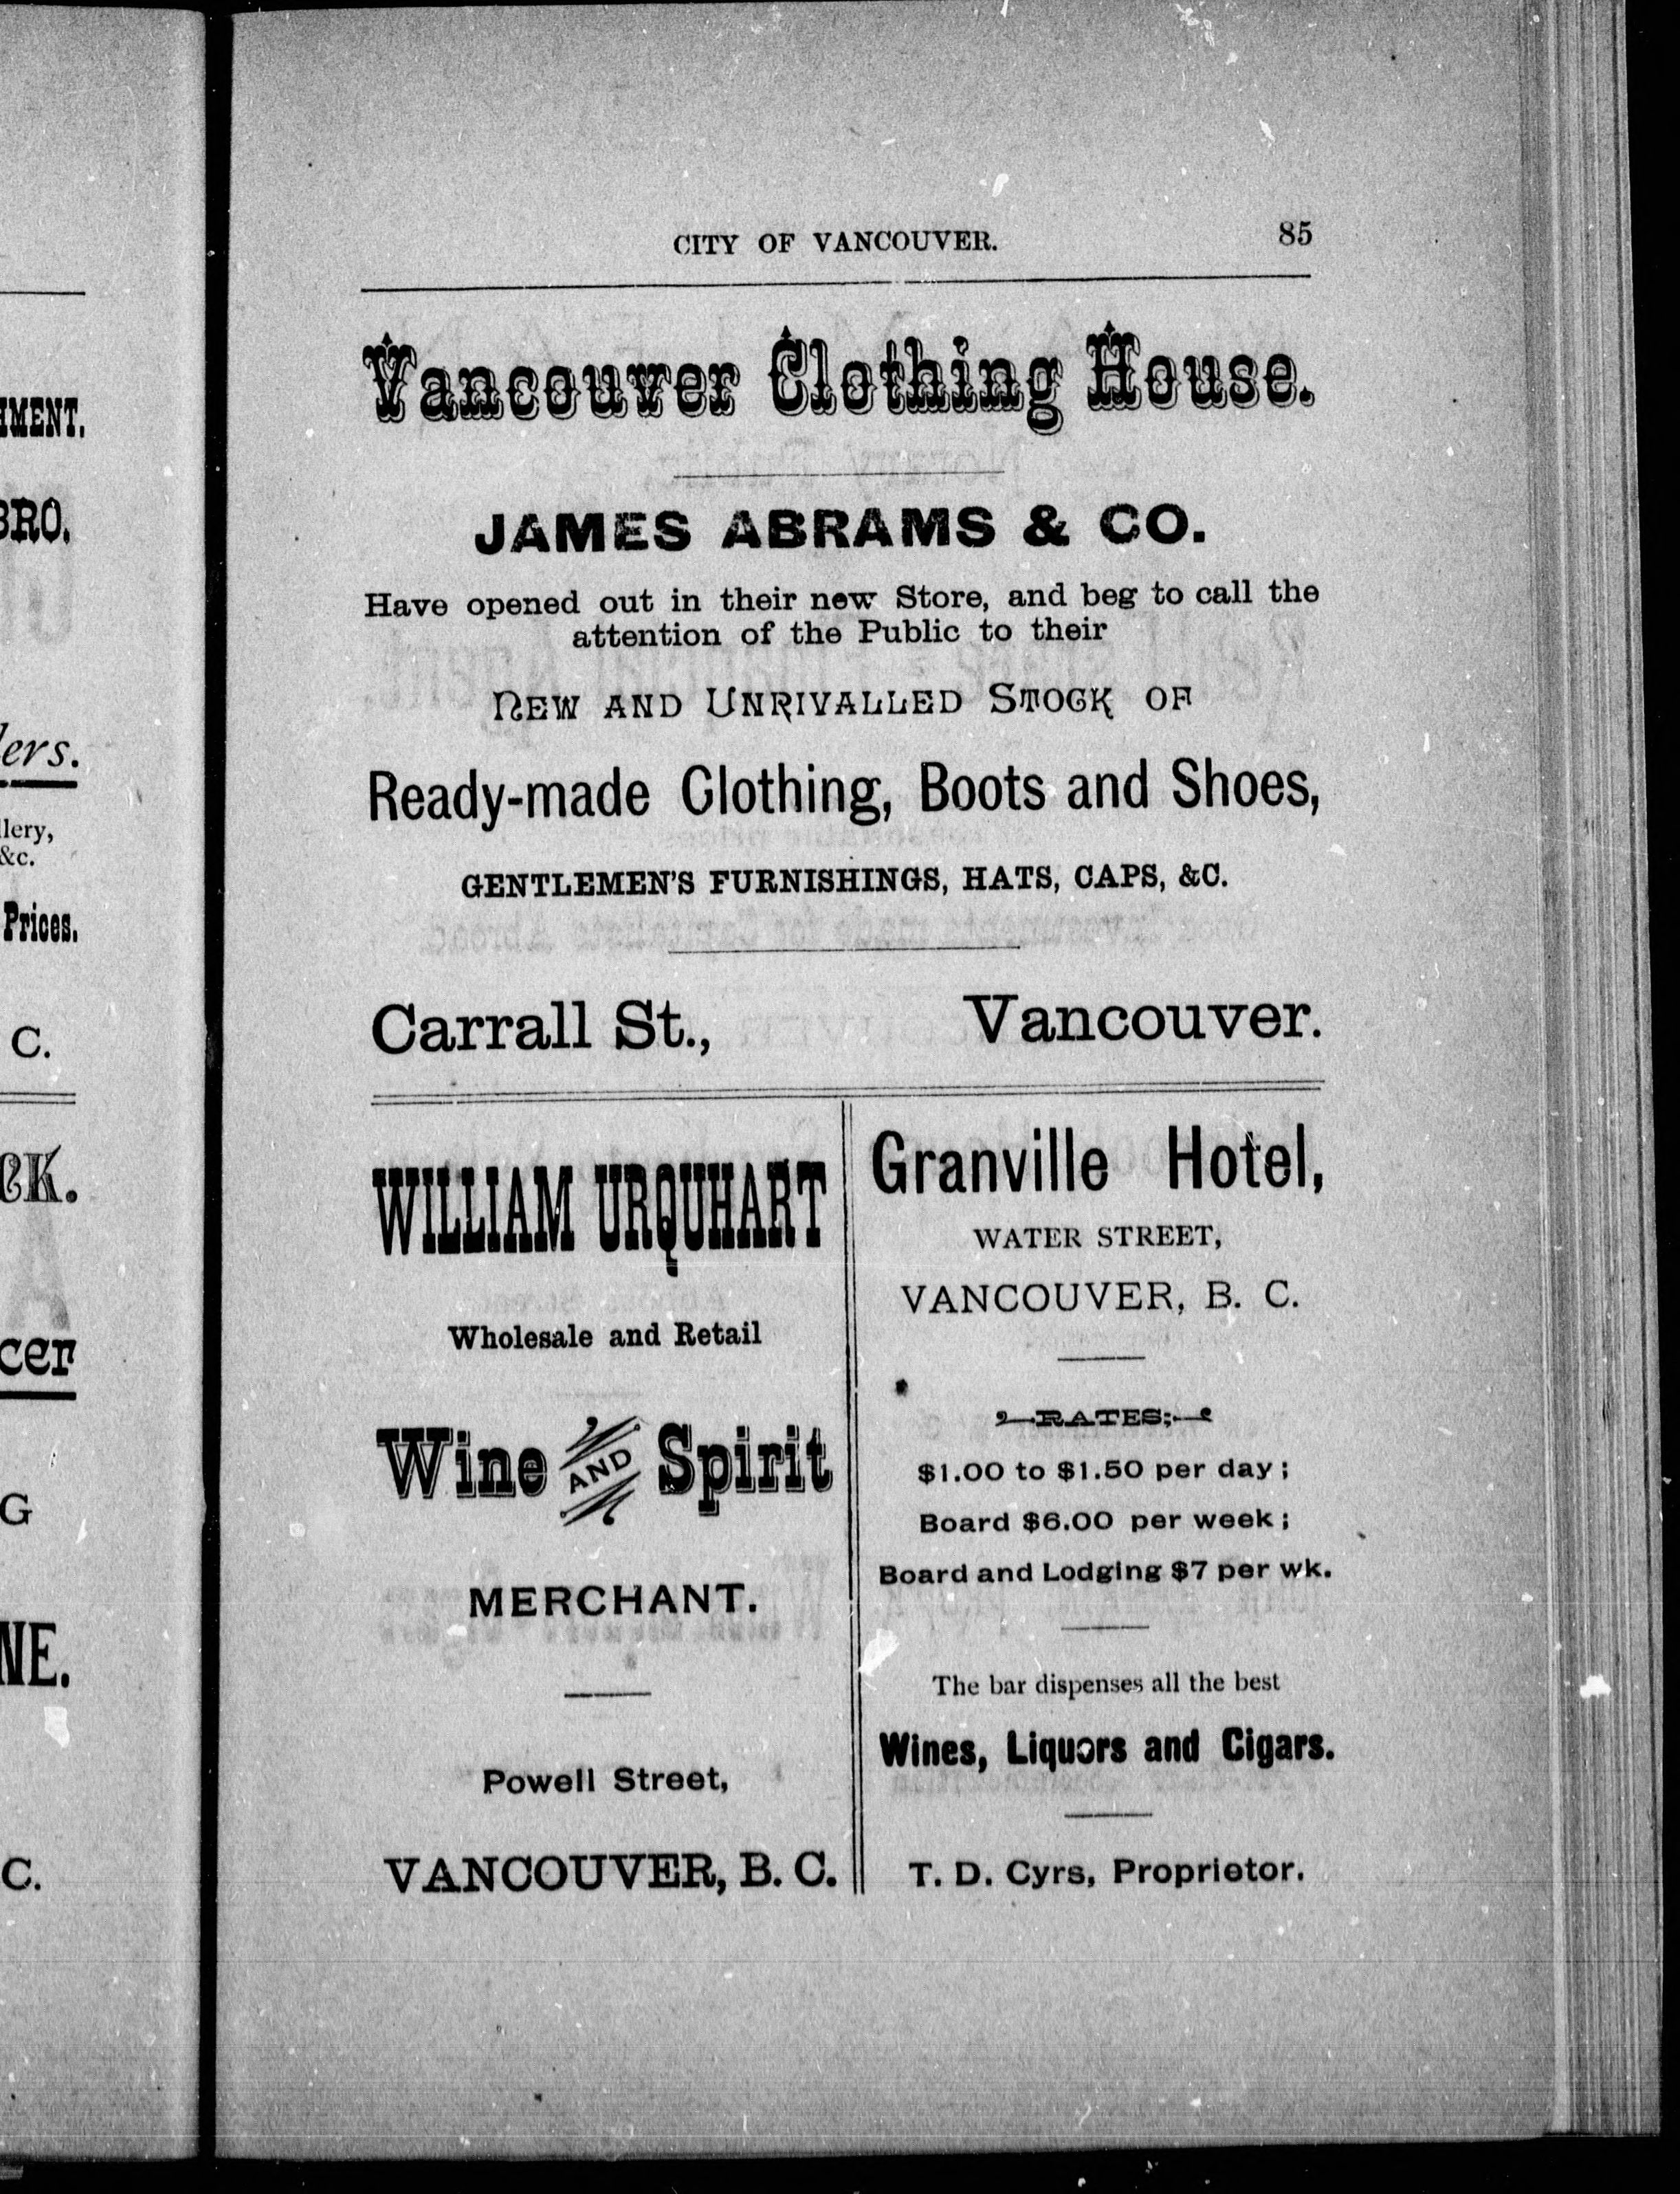 HMENT.
BRO.
lers.
llery,
&c.
Prices.
C.
CK.
cer
G
NE.
C.
CITY OF VANCOUVER. 85
Vancouver Clothing House.
JAMES ABRAMS & CO.
Have opened out in their new Store, and beg to call the
attention of the Public to their
NEW AND UNRIVALLED STOCK OF
Ready-made Clothing, Boots and Shoes,
GENTLEMEN'S FURNISHINGS, HATS, CAPS, &C.
Carrall St., Vancouver.
WILLIAM URQUHART
Wholesale and Retail
Wine AND Spirit
MERCHANT.
Powell Street,
VANCOUVER, B. C.
Granville Hotel,
WATER STREET,
VANCOUVER, B. C.
RATES:
$1.00 to $1.50 per day;
Board $6.00 per week;
Board and Lodging $7 per wk.
The bar dispenses all the best
Wines, Liquors and Cigars.
T. D. Cyrs, Proprietor.